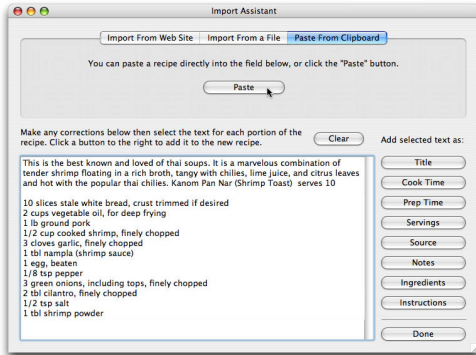 Import Assistant
Import From Web Site Import From a File Paste From Clipboard
You can paste a recipe directly into the field below, or click the "Paste" button.
Paste
Make any corrections below then select the text for each portion of the
recipe. Click a button to the right to add it to the new recipe.
Clear
Add selected text as:
This is the best known and loved of thai soups. It is a marvelous combination of
tender shrimp floating in a rich broth, tangy with chilies, lime juice, and citrus leaves
and hot with the popular thai chilies. Kanom Pan Nar (Shrimp Toast) serves 10
10 slices stale white bread, crust trimmed if desired
2 cups vegetable oil, for deep frying
1 lb ground pork
1/2 cup cooked shrimp, finely chopped
3 cloves garlic, finely chopped
1 tbl nampla (shrimp sauce)
1 egg, beaten
1/8 tsp pepper
3 green onions, including tops, finely chopped
2 tbl cilantro, finely chopped
1/2 tsp salt
1 tbl shrimp powder
Title
Cook Time
Prep Time
Servings
Source
Notes
Ingredients
Instructions
Done